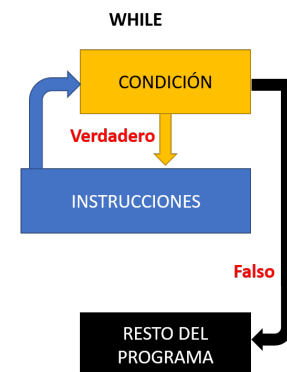 WHILE
CONDICIÓN
Verdadero
INSTRUCCIONES
Falso
RESTO DEL
PROGRAMA